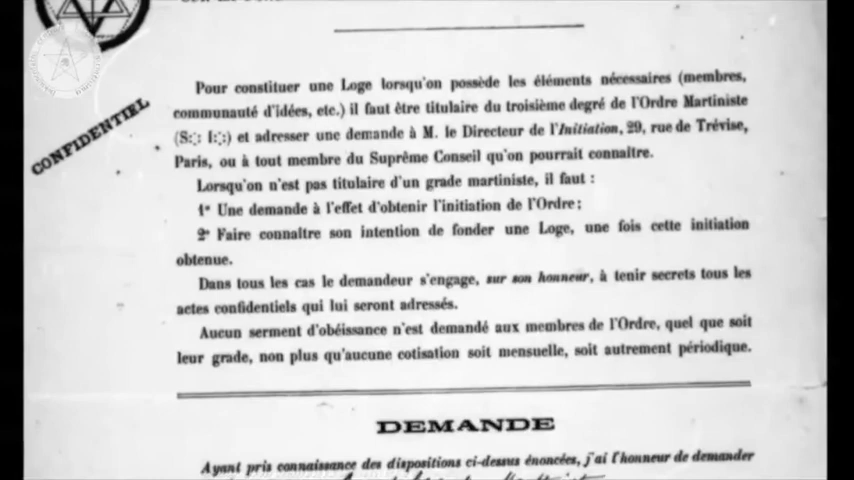 CONFIDENTIEL
Pour constituer une Loge lorsqu'on possède les éléments nécessaires (membres,
communauté d'idées, etc.) il faut être titulaire du troisième degré de l'Ordre Martiniste
(S::: I:::) et adresser une demande à M. le Directeur de l'Initiation, 29, rue de Trévise,
Paris, ou à tout membre du Suprême Conseil qu'on pourrait connaître.
Lorsqu'on n'est pas titulaire d'un grade martiniste, il faut :
1º Une demande à l'effet d'obtenir l'initiation de l'Ordre;
2º Faire connaître son intention de fonder une Loge, une fois cette initiation
obtenue.
Dans tous les cas le demandeur s'engage, sur son honneur, à tenir secrets tous les
actes confidentiels qui lui seront adressés.
Aucun serment d'obéissance n'est demandé aux membres de l'Ordre, quel que soit
leur grade, non plus qu'aucune cotisation soit mensuelle, soit autrement périodique.
DEMANDE
Ayant pris connaissance des dispositions ci-dessus énoncées, j'ai l'honneur de demander